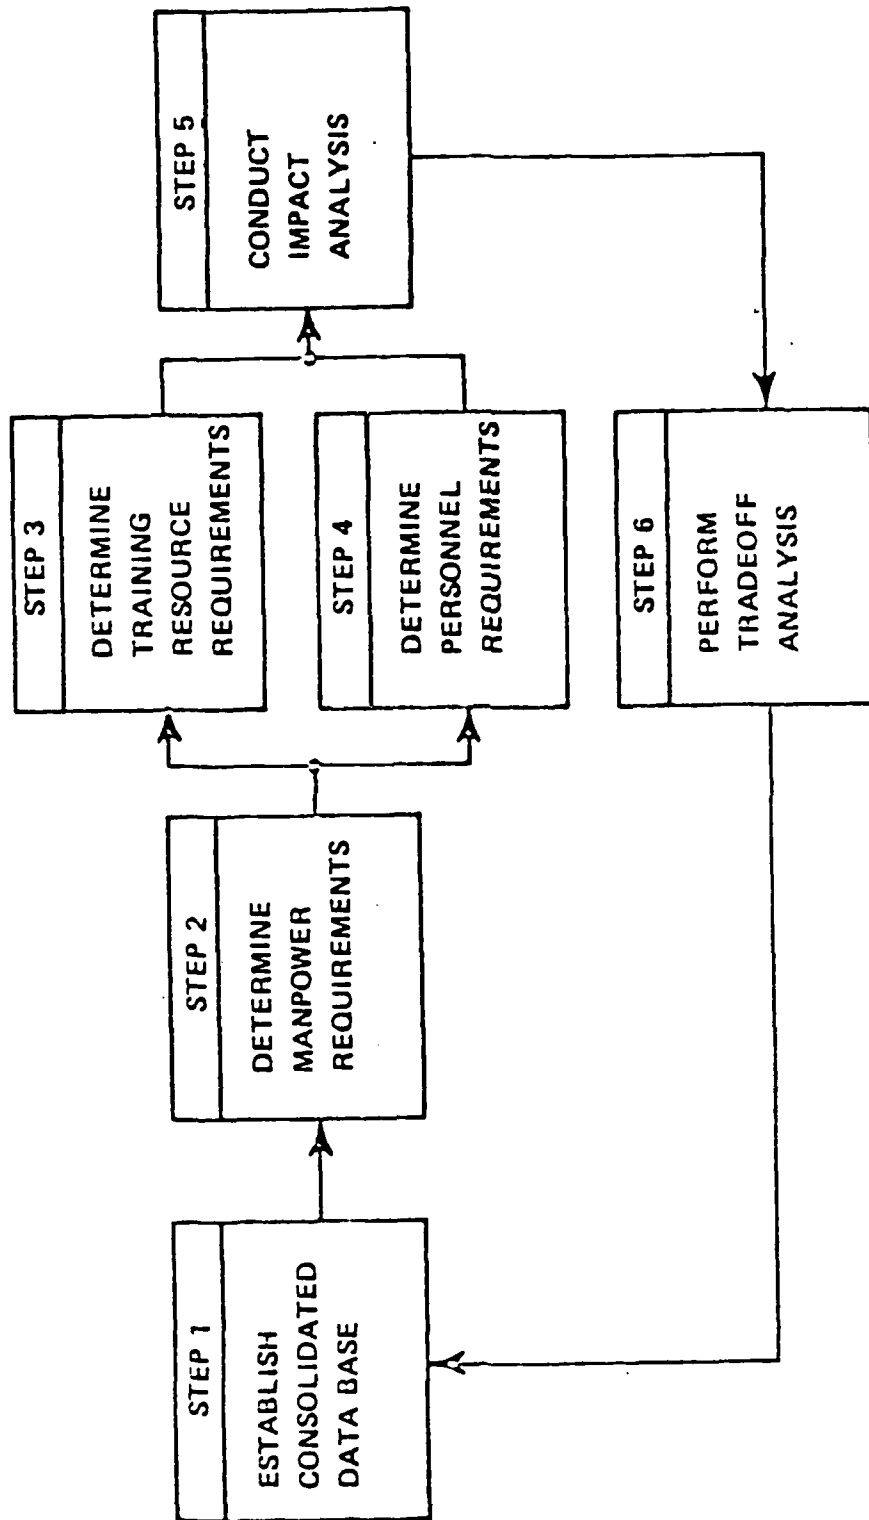 STEP 1
ESTABLISH
CONSOLIDATED
DATA BASE
STEP 2
DETERMINE
MANPOWER
REQUIREMENTS
STEP 3
DETERMINE
TRAINING
RESOURCE
REQUIREMENTS
STEP 4
DETERMINE
PERSONNEL
REQUIREMENTS
STEP 5
CONDUCT
IMPACT
ANALYSIS
STEP 6
PERFORM
TRADEOFF
ANALYSIS